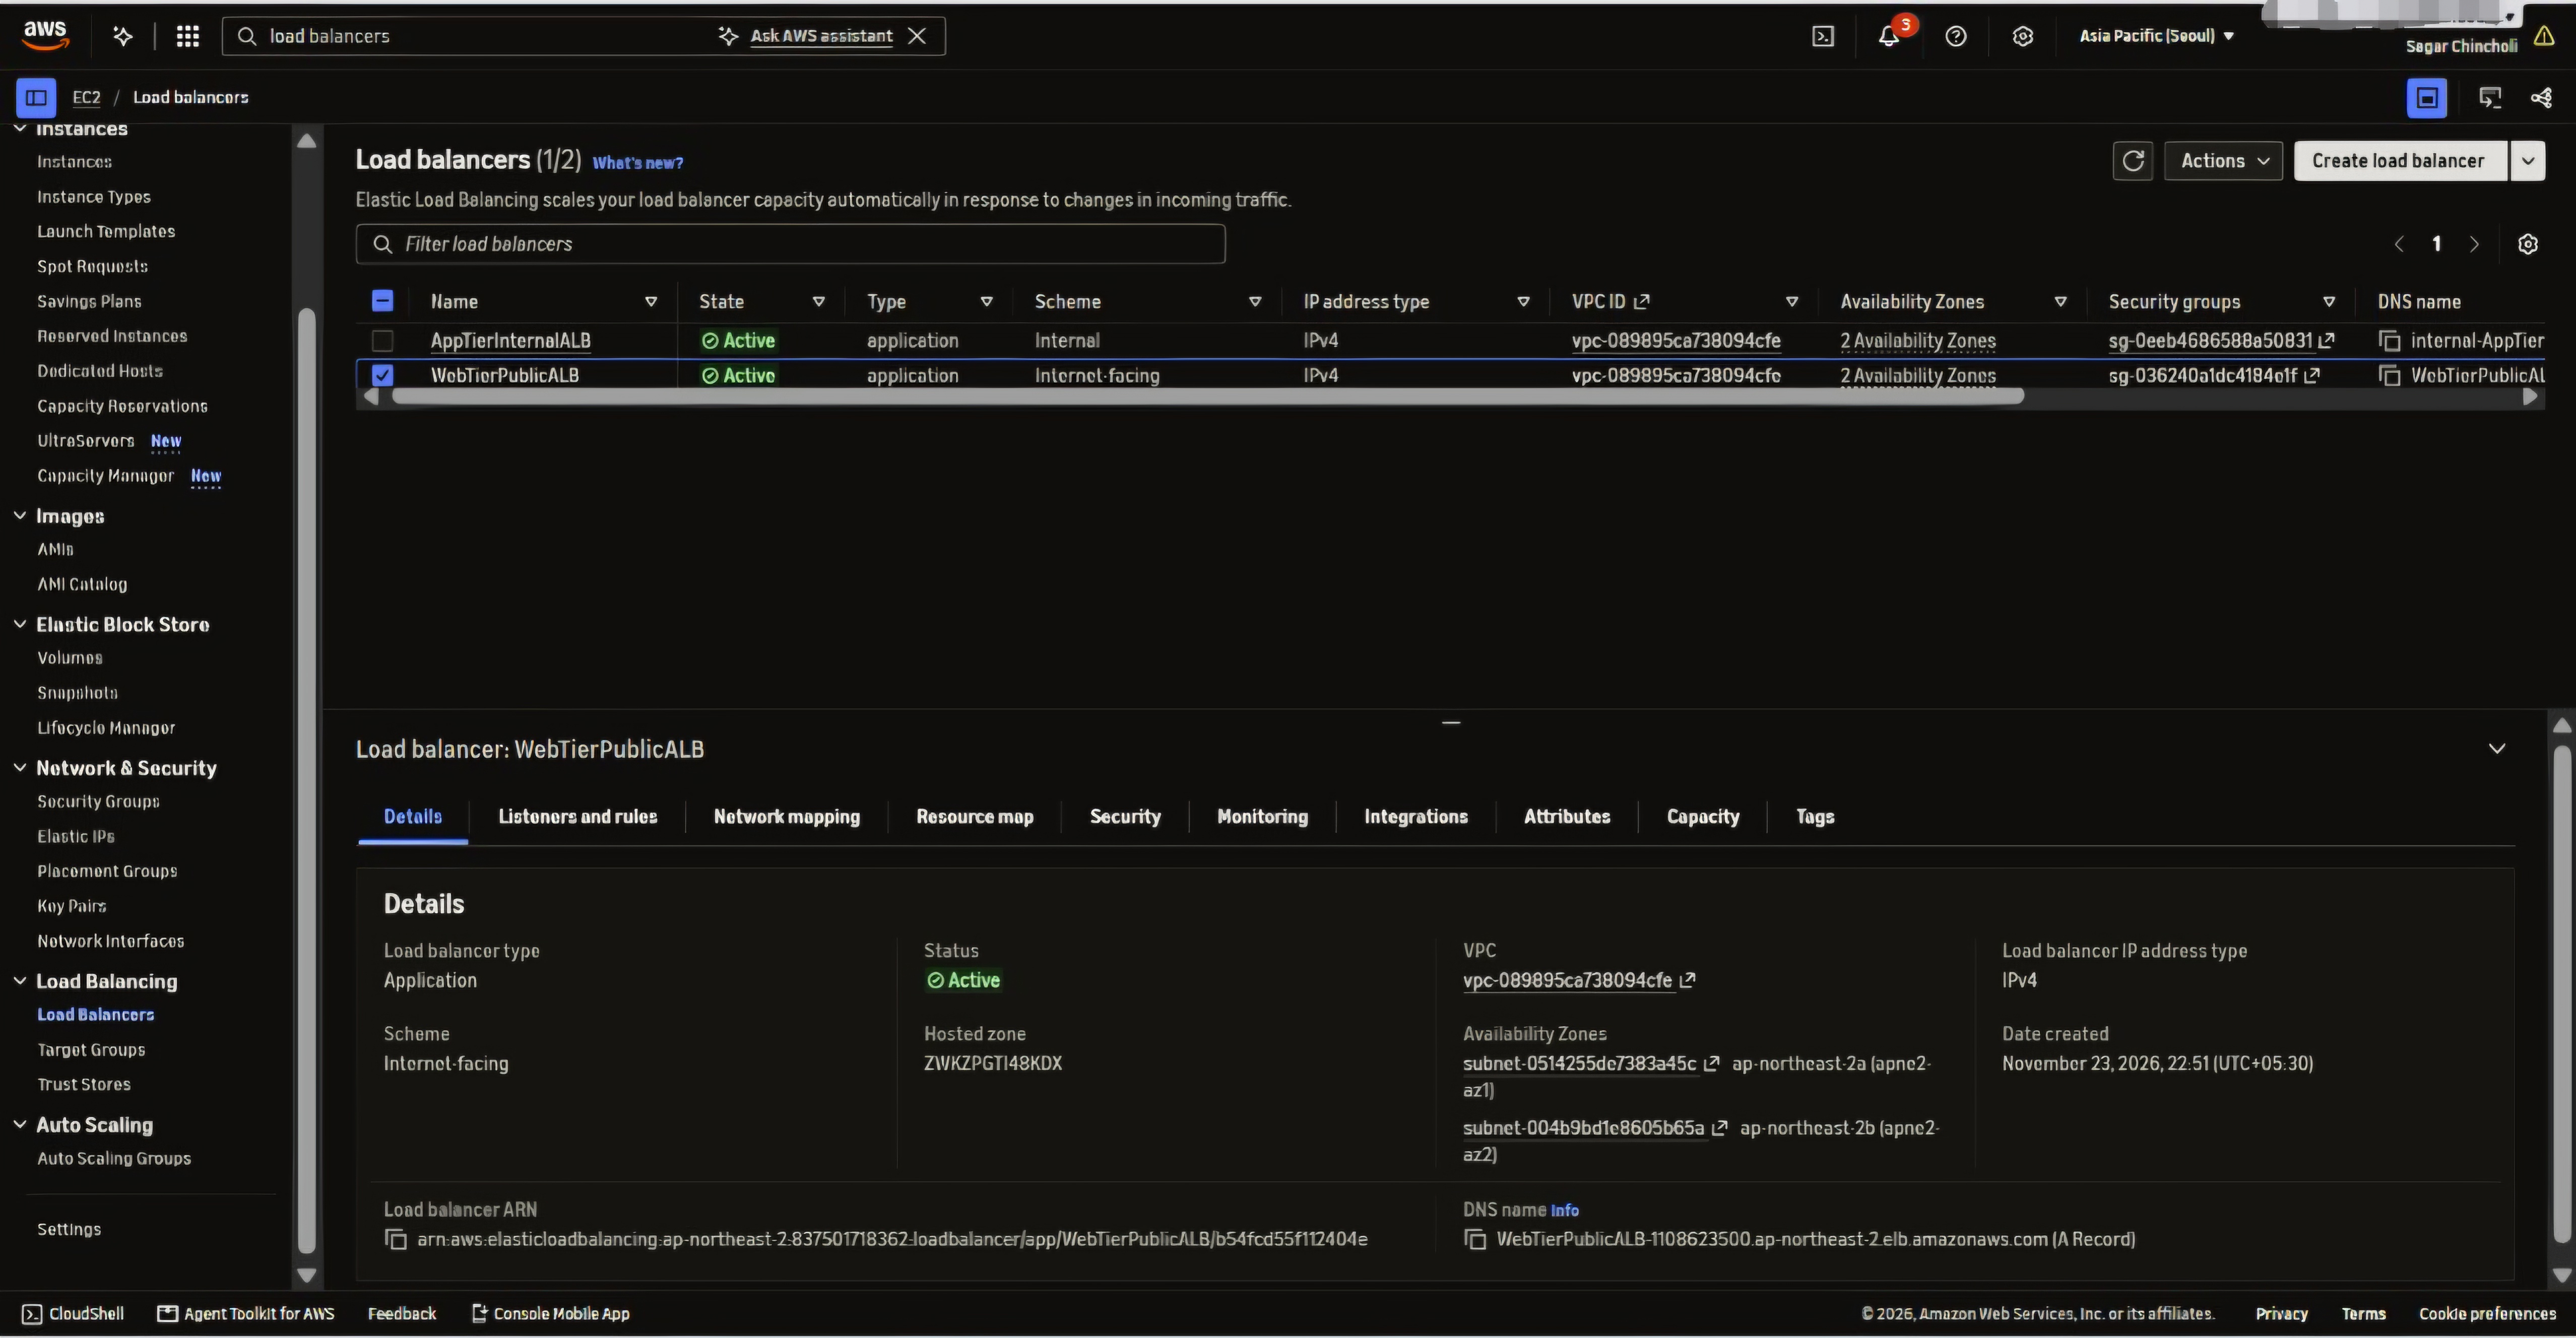 aws
load balancers
Ask AWS assistant
3
Asia Pacific (Seoul)
Sagar Chincholi
EC2 / Load balancers
Instances
Instances
Instance Types
Launch Templates
Spot Requests
Savings Plans
Reserved Instances
Dedicated Hosts
Capacity Reservations
UltraServers New
Capacity Manager New
Images
AMIs
AMI Catalog
Elastic Block Store
Volumes
Snapshots
Lifecycle Manager
Network & Security
Security Groups
Elastic IPs
Placement Groups
Key Pairs
Network Interfaces
Load Balancing
Load Balancers
Target Groups
Trust Stores
Auto Scaling
Auto Scaling Groups
Settings
Load balancers (1/2) What's new?
Actions
Create load balancer
Elastic Load Balancing scales your load balancer capacity automatically in response to changes in incoming traffic.
Filter load balancers
1
Name State Type Scheme IP address type VPC ID Availability Zones Security groups DNS name
AppTierInternalALB Active application Internal IPv4 vpc-089895ca738094cfe 2 Availability Zones sg-0eeb4686588a50831 internal-AppTier
WebTierPublicALB Active application Internet-facing IPv4 vpc-089895ca738094cfe 2 Availability Zones sg-036240a1dc4184e1f WebTierPublicAL
Load balancer: WebTierPublicALB
Details Listeners and rules Network mapping Resource map Security Monitoring Integrations Attributes Capacity Tags
Details
Load balancer type
Application
Scheme
Internet-facing
Status
Active
Hosted zone
ZWKZPGTI48KDX
VPC
vpc-089895ca738094cfe
Availability Zones
subnet-0514255de7383a45c ap-northeast-2a (apne2-
az1)
subnet-004b9bd1e8605b65a ap-northeast-2b (apne2-
az2)
Load balancer IP address type
IPv4
Date created
November 23, 2026, 22:51 (UTC+05:30)
Load balancer ARN
arn:aws:elasticloadbalancing:ap-northeast-2:837501718362:loadbalancer/app/WebTierPublicALB/b54fcd55f112404e
DNS name Info
WebTierPublicALB-1108623500.ap-northeast-2.elb.amazonaws.com (A Record)
CloudShell Agent Toolkit for AWS Feedback Console Mobile App
© 2026, Amazon Web Services, Inc. or its affiliates. Privacy Terms Cookie preferences